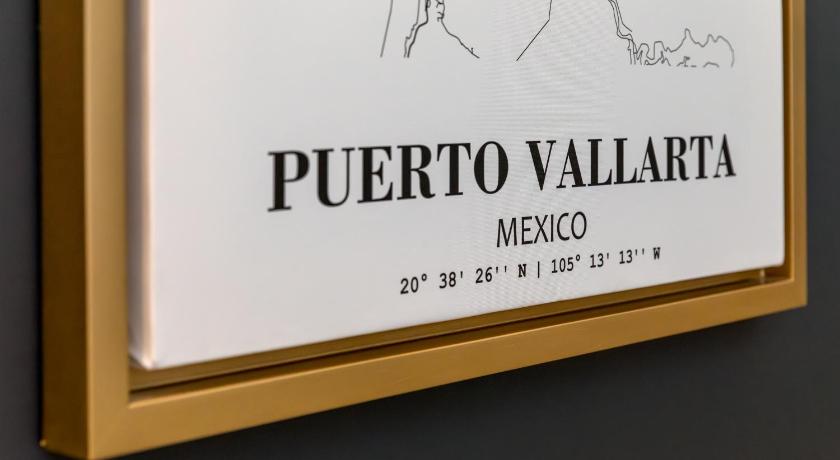 PUERTO VALLARTA
MEXICO
20° 38' 26'' N | 105° 13' 13'' W